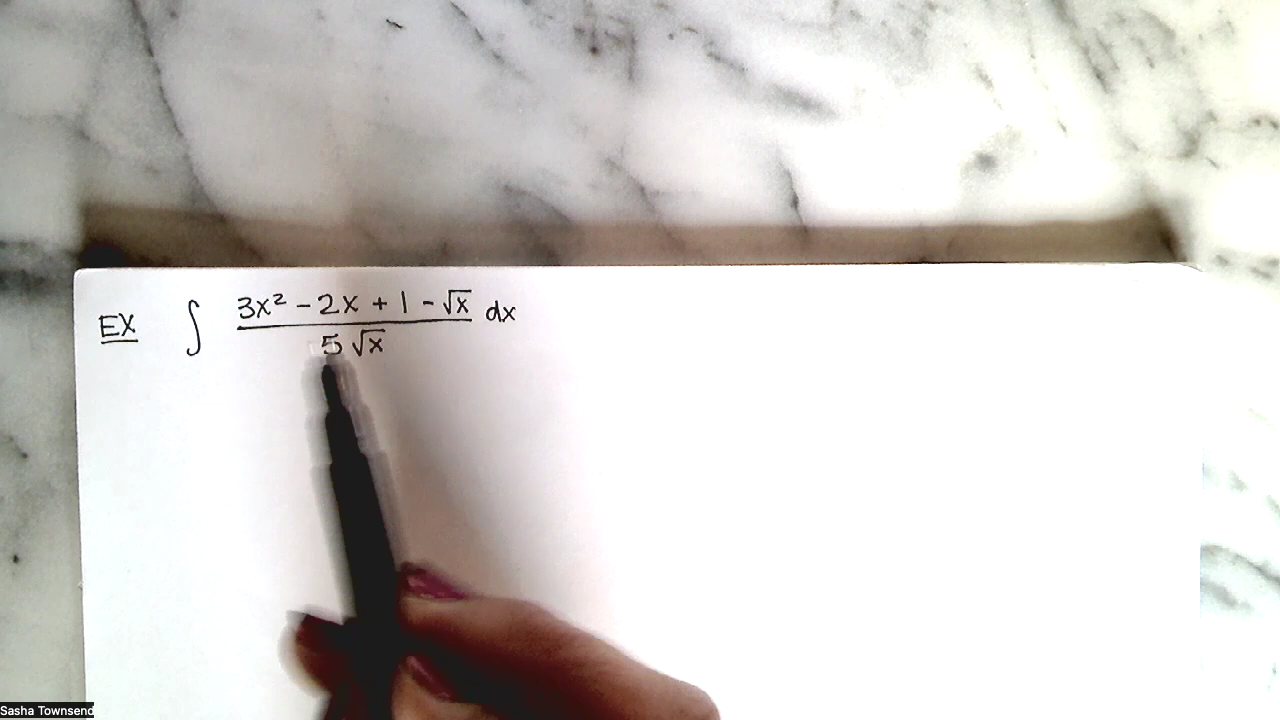 EX ∫ 3x² - 2x + 1 - √x dx
5 √x
Sasha Townsend